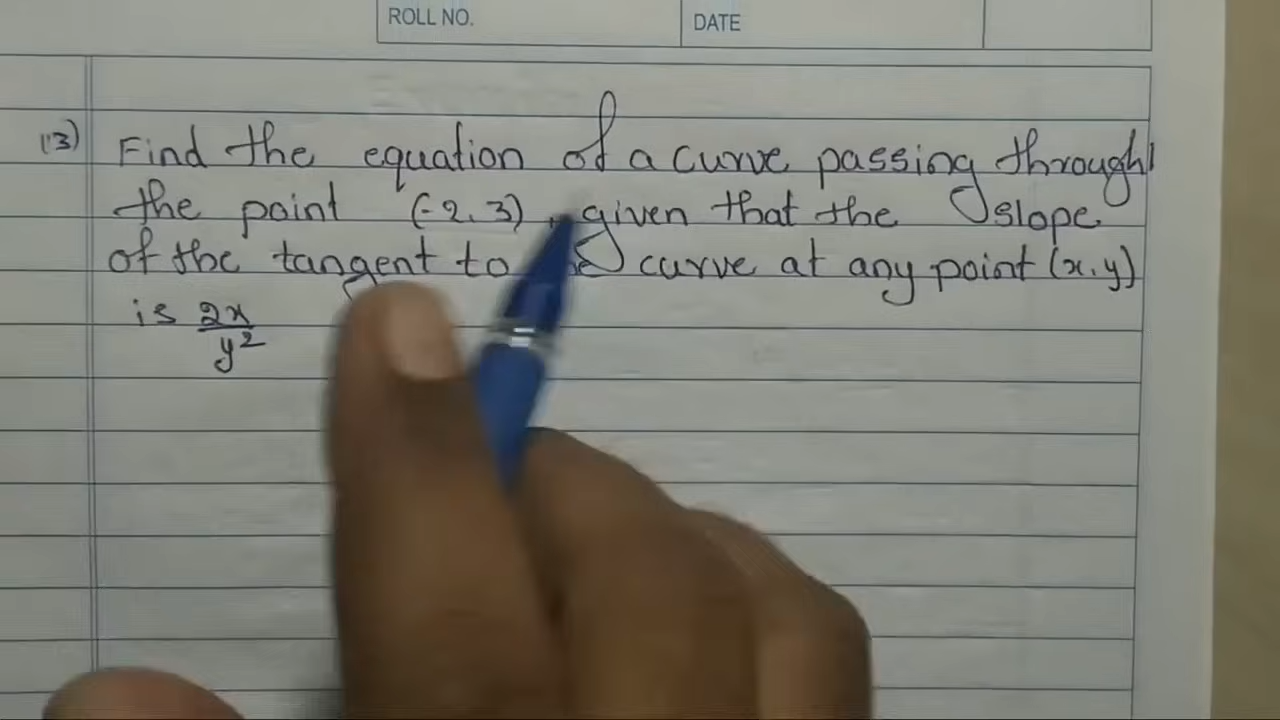 ROLL NO. DATE
(3) Find the equation of a curve passing through
the point (-2, 3), given that the slope
of the tangent to curve at any point (x, y)
is 2x/y²